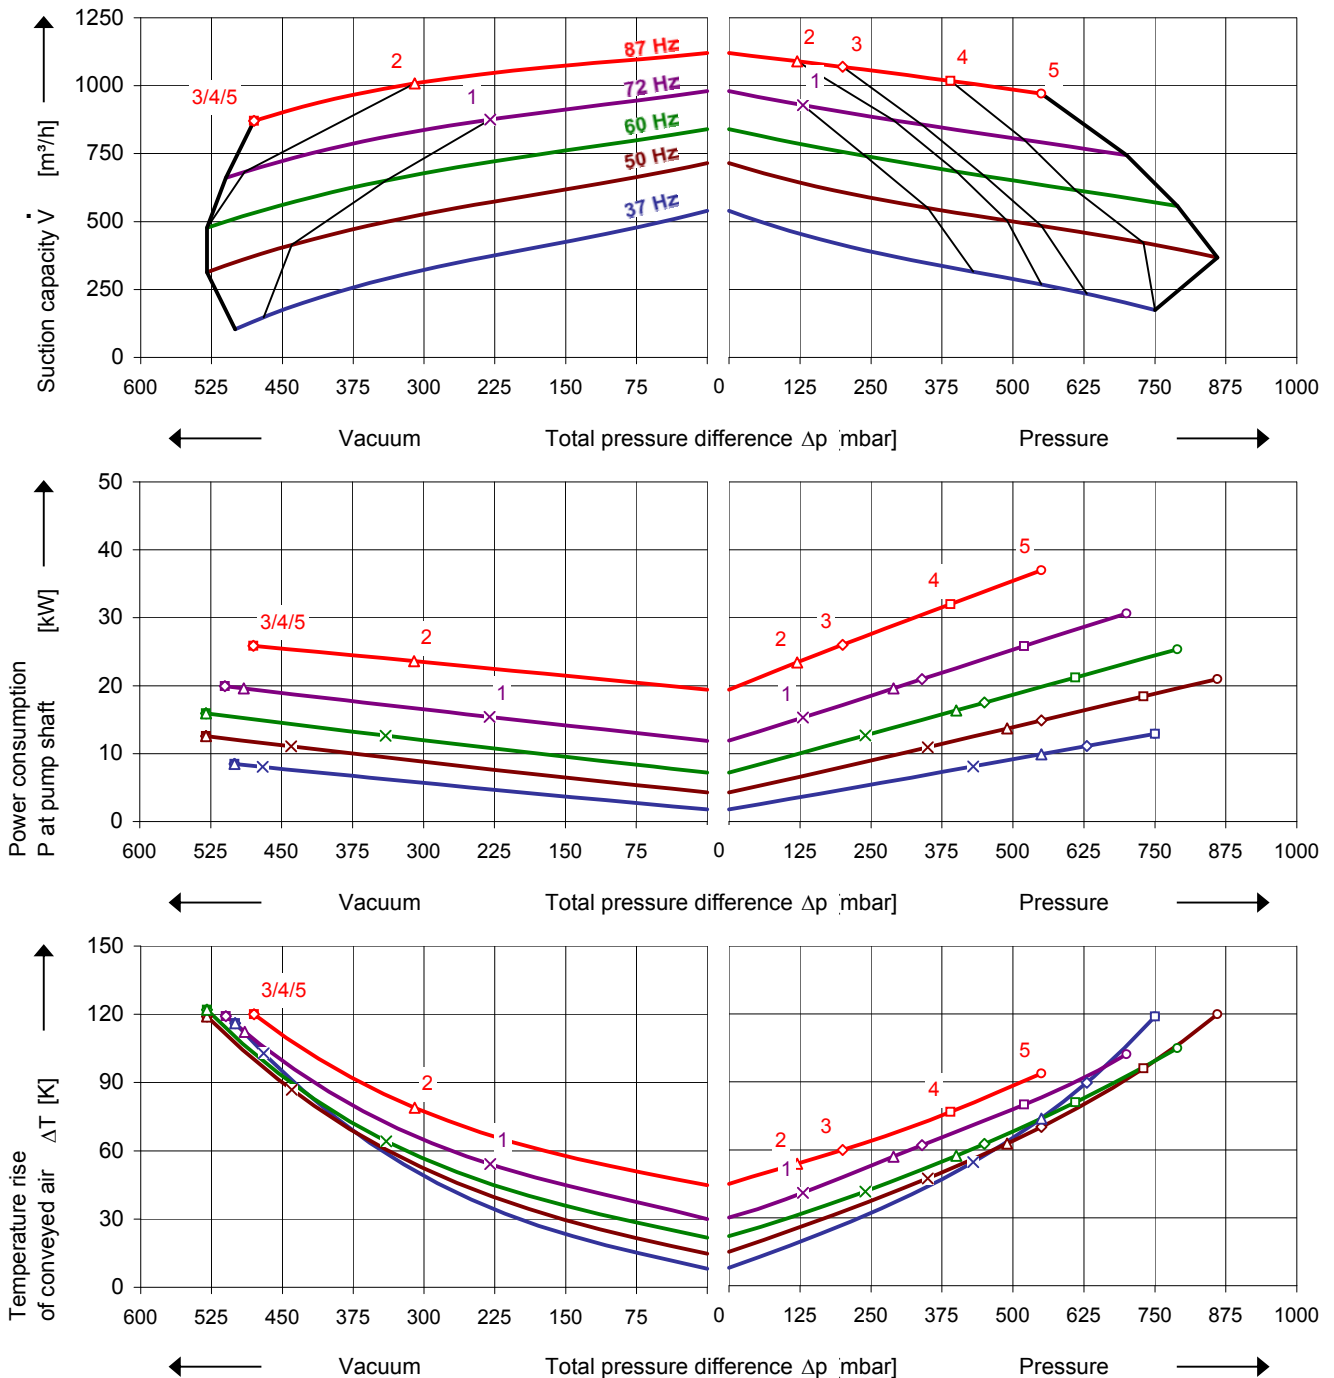 Suction capacity V̇ [m³/h]
1250
1000
750
500
250
0
3/4/5
2
1
87 Hz
72 Hz
60 Hz
50 Hz
37 Hz
2
3
4
5
1
600 525 450 375 300 225 150 75 0 125 250 375 500 625 750 875 1000
Vacuum Total pressure difference Δp [mbar] Pressure
Power consumption
P at pump shaft [kW]
50
40
30
20
10
0
3/4/5
2
1
5
4
3
2
1
600 525 450 375 300 225 150 75 0 125 250 375 500 625 750 875 1000
Vacuum Total pressure difference Δp [mbar] Pressure
Temperature rise
of conveyed air ΔT [K]
150
120
90
60
30
0
3/4/5
2
1
5
4
3
2
1
600 525 450 375 300 225 150 75 0 125 250 375 500 625 750 875 1000
Vacuum Total pressure difference Δp [mbar] Pressure